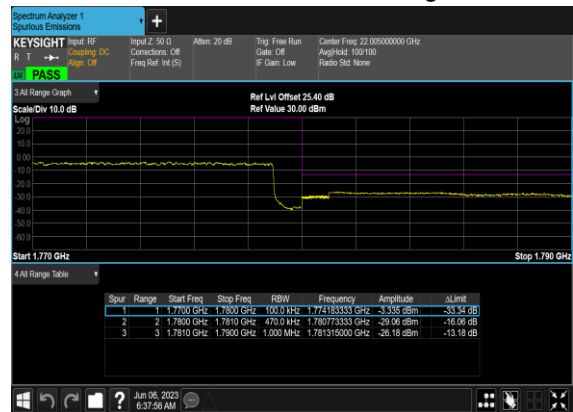 Spectrum Analyzer 1
Spurious Emissions
+
KEYSIGHT Input: RF Input Z: 50 Ω Atten: 20 dB Trig: Free Run Center Freq: 22.005000000 GHz
R T Coupling: DC Corrections: Off Gate: Off Avg|Hold: 100/100
Align: Off Freq Ref: Int (S) IF Gain: Low Radio Std: None
LW PASS
3 All Range Graph
Ref Lvl Offset 25.40 dB
Scale/Div 10.0 dB Ref Value 30.00 dBm
Log
20.0
10.0
0.00
-10.0
-20.0
-30.0
-40.0
-50.0
-60.0
Start 1.770 GHz Stop 1.790 GHz
4 All Range Table
Spur Range Start Freq Stop Freq RBW Frequency Amplitude ΔLimit
1 1 1.7700 GHz 1.7800 GHz 100.0 kHz 1.774183333 GHz -3.335 dBm -33.34 dB
2 2 1.7800 GHz 1.7810 GHz 470.0 kHz 1.780773333 GHz -29.06 dBm -16.06 dB
3 3 1.7810 GHz 1.7900 GHz 1.000 MHz 1.781315000 GHz -26.18 dBm -13.18 dB
? Jun 06, 2023
6:37:56 AM